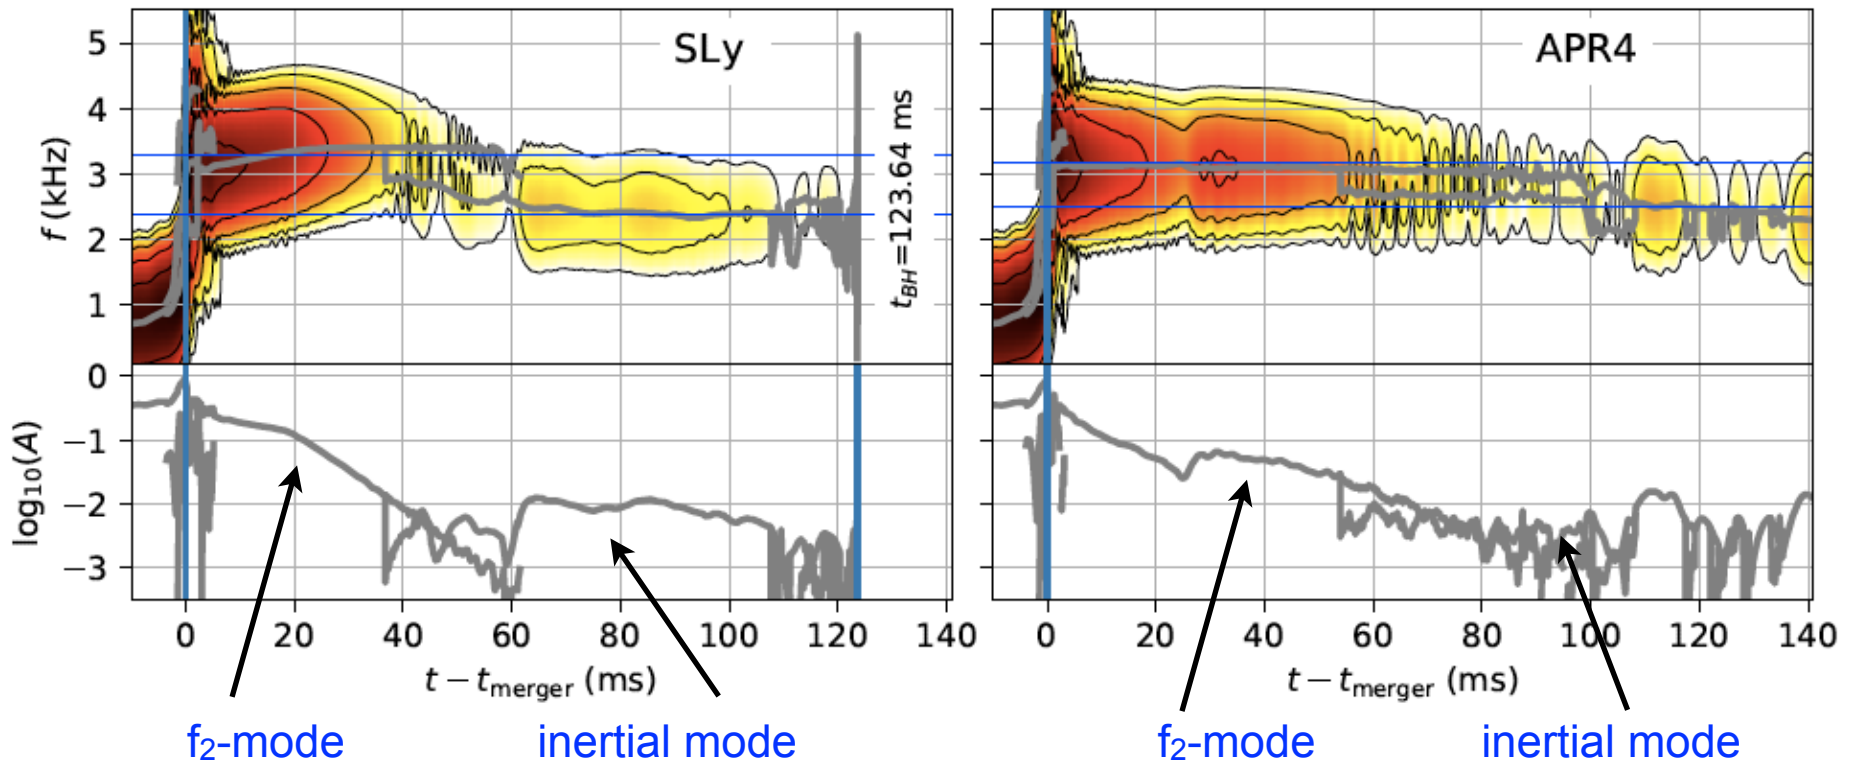 SLy
APR4
5
4
3
2
1
f (kHz)
t_BH=123.64 ms
0
−1
−2
−3
log₁₀(A)
0 20 40 60 80 100 120 140
0 20 40 60 80 100 120 140
t − t_merger (ms)
t − t_merger (ms)
f₂-mode
inertial mode
f₂-mode
inertial mode